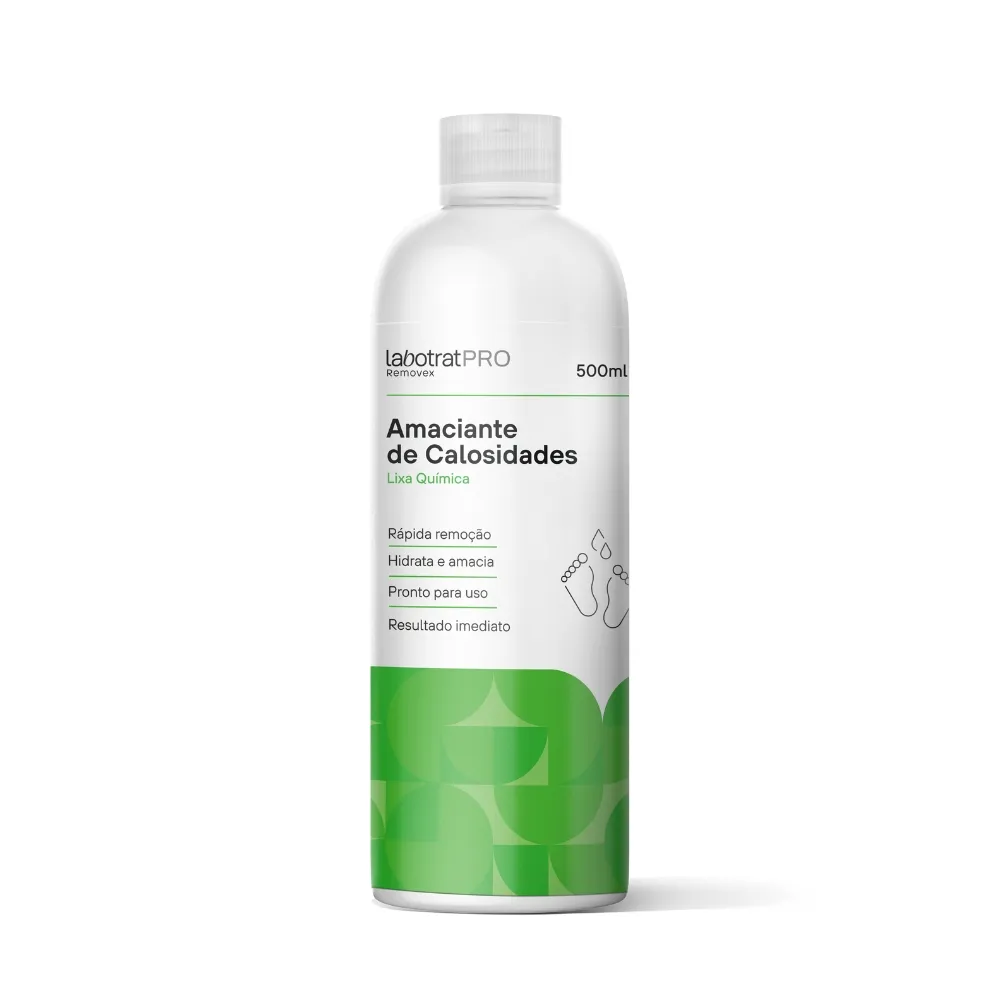 labotratPRO
Removex
500ml
Amaciante
de Calosidades
Lixa Química
Rápida remoção
Hidrata e amacia
Pronto para uso
Resultado imediato